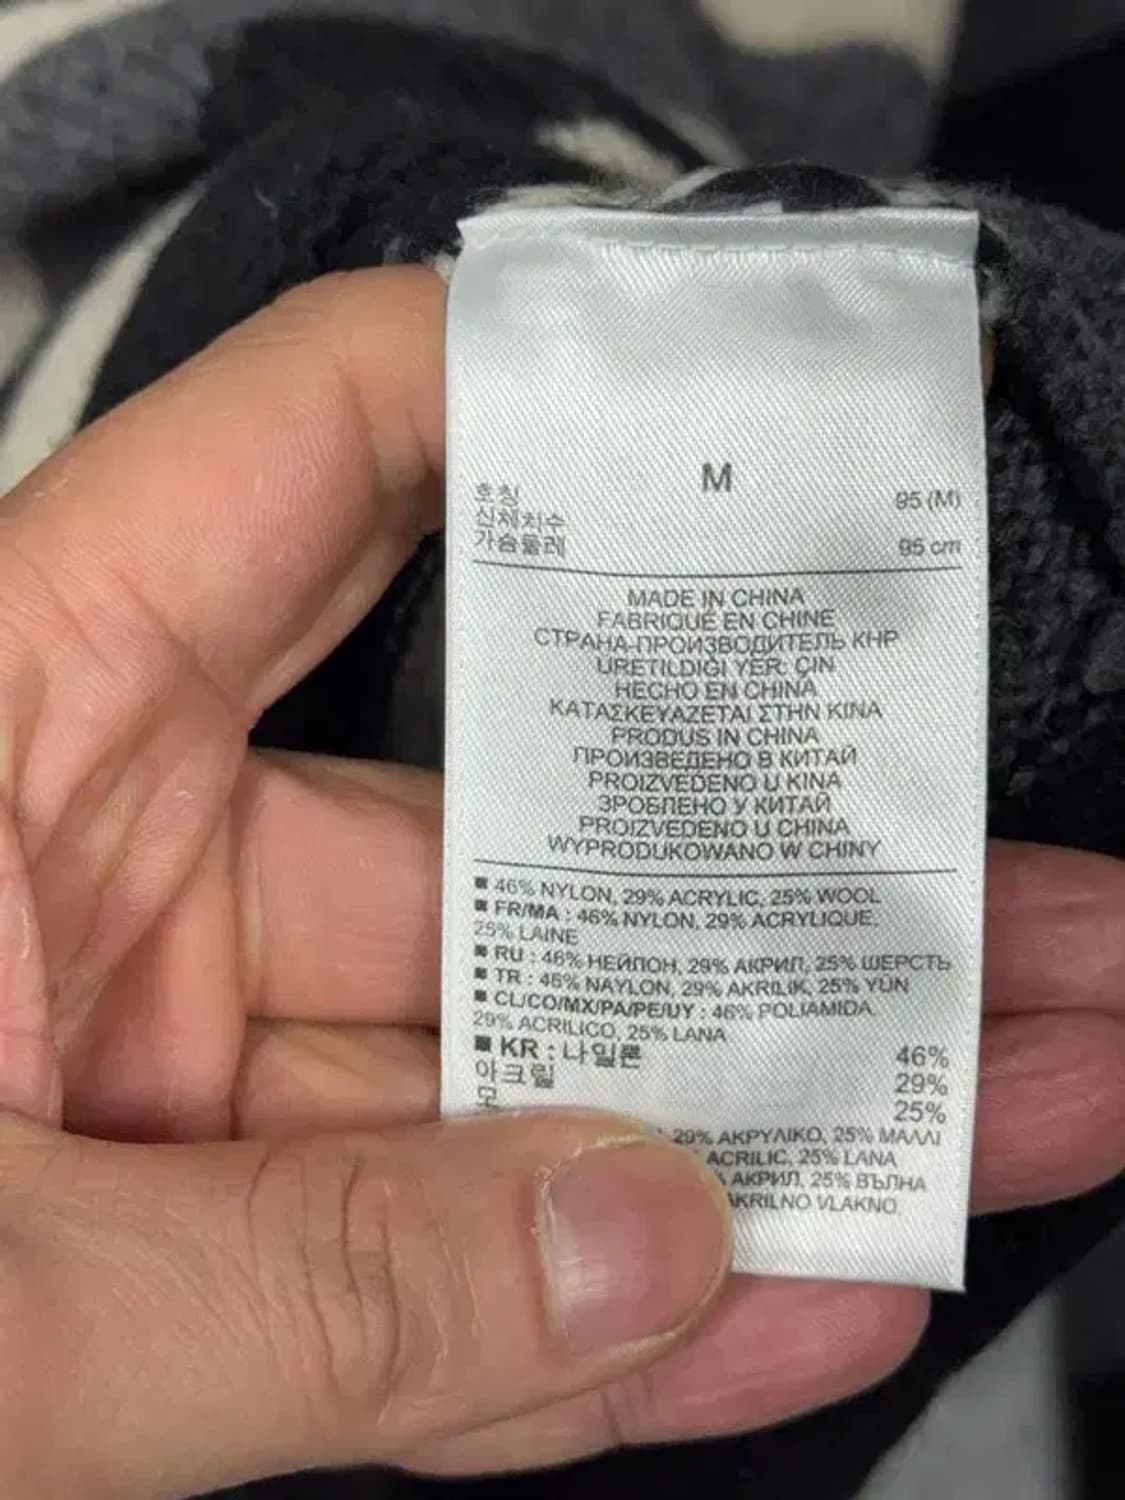 M
호칭 95 (M)
신체치수
가슴둘레 95 cm
MADE IN CHINA
FABRIQUÉ EN CHINE
СТРАНА-ПРОИЗВОДИТЕЛЬ КНР
ÜRETILDIĞI YER: ÇIN
HECHO EN CHINA
ΚΑΤΑΣΚΕΥΑΖΕΤΑΙ ΣΤΗΝ ΚΙΝΑ
PRODUS IN CHINA
ПРОИЗВЕДЕНО В КИТАЙ
PROIZVEDENO U KINA
ЗРОБЛЕНО У КИТАЙ
PROIZVEDENO U CHINA
WYPRODUKOWANO W CHINY
■ 46% NYLON, 29% ACRYLIC, 25% WOOL
■ FR/MA : 46% NYLON, 29% ACRYLIQUE,
25% LAINE
■ RU : 46% НЕЙЛОН, 29% АКРИЛ, 25% ШЕРСТЬ
■ TR : 46% NAYLON, 29% AKRILIK, 25% YÜN
■ CL/CO/MX/PA/PE/UY : 46% POLIAMIDA,
29% ACRILICO, 25% LANA
■ KR : 나일론 46%
아크릴 29%
모 25%
29% ΑΚΡΥΛΙΚΟ, 25% ΜΑΛΛΙ
ACRILIC, 25% LANA
АКРИЛ, 25% ВЪЛНА
AKRILNO VLAKNO,